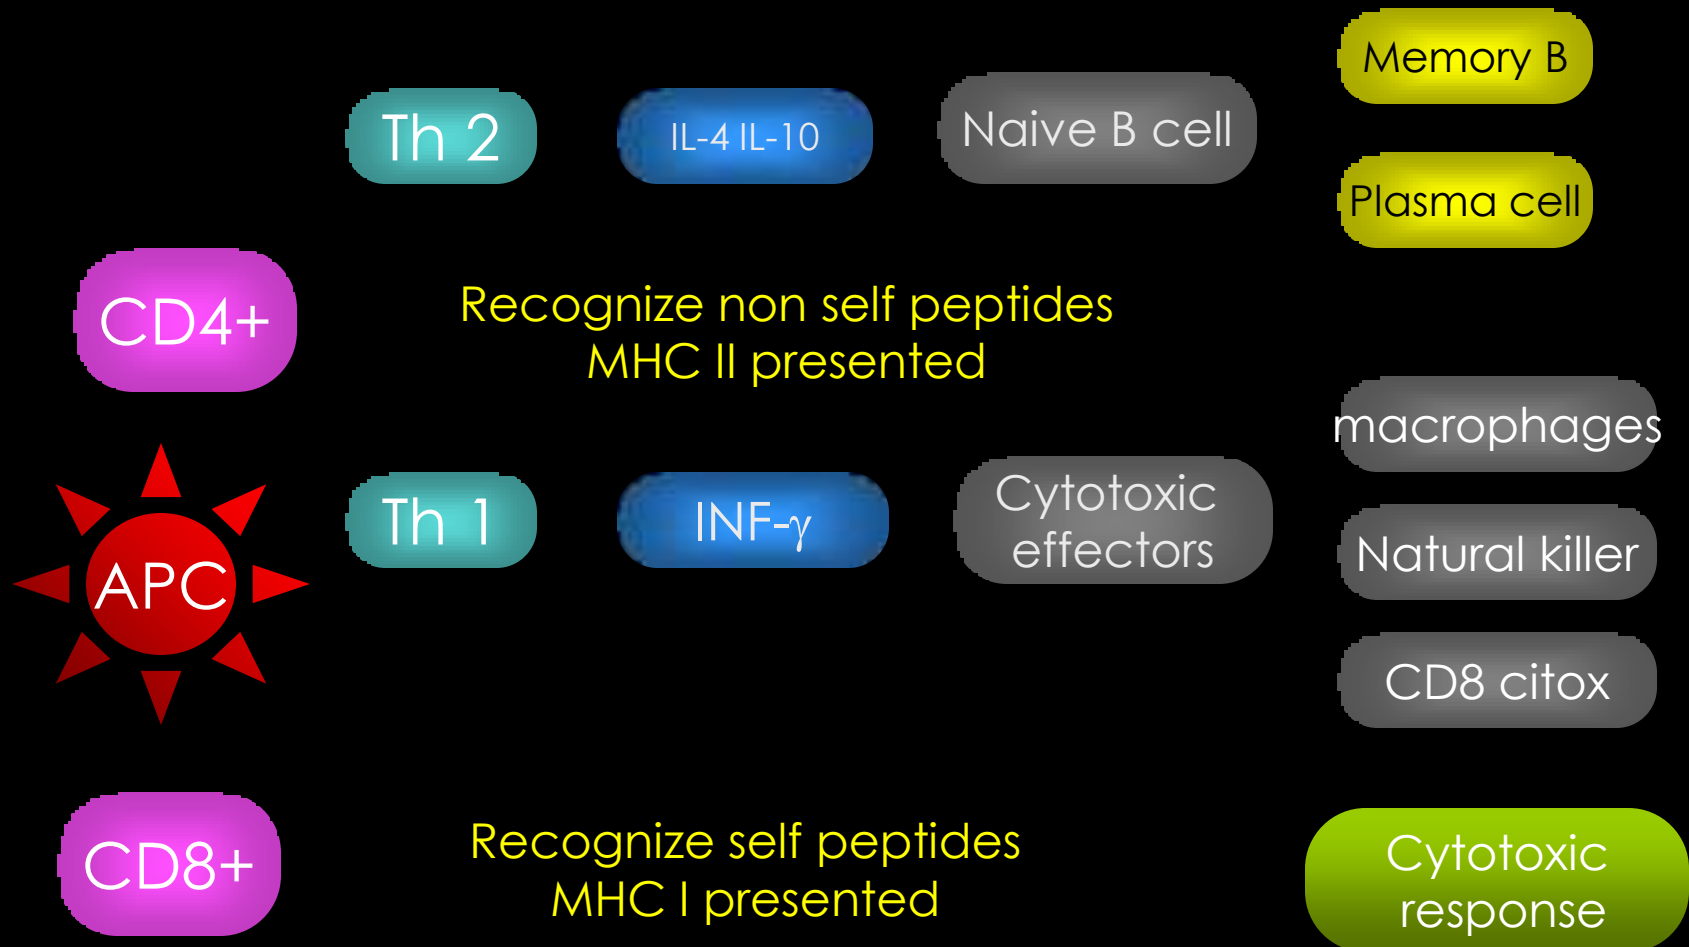 Memory B
Th 2
IL-4 IL-10
Naive B cell
Plasma cell
CD4+
Recognize non self peptides
MHC II presented
macrophages
Th 1
INF-γ
Cytotoxic
effectors
Natural killer
APC
CD8 citox
CD8+
Recognize self peptides
MHC I presented
Cytotoxic
response